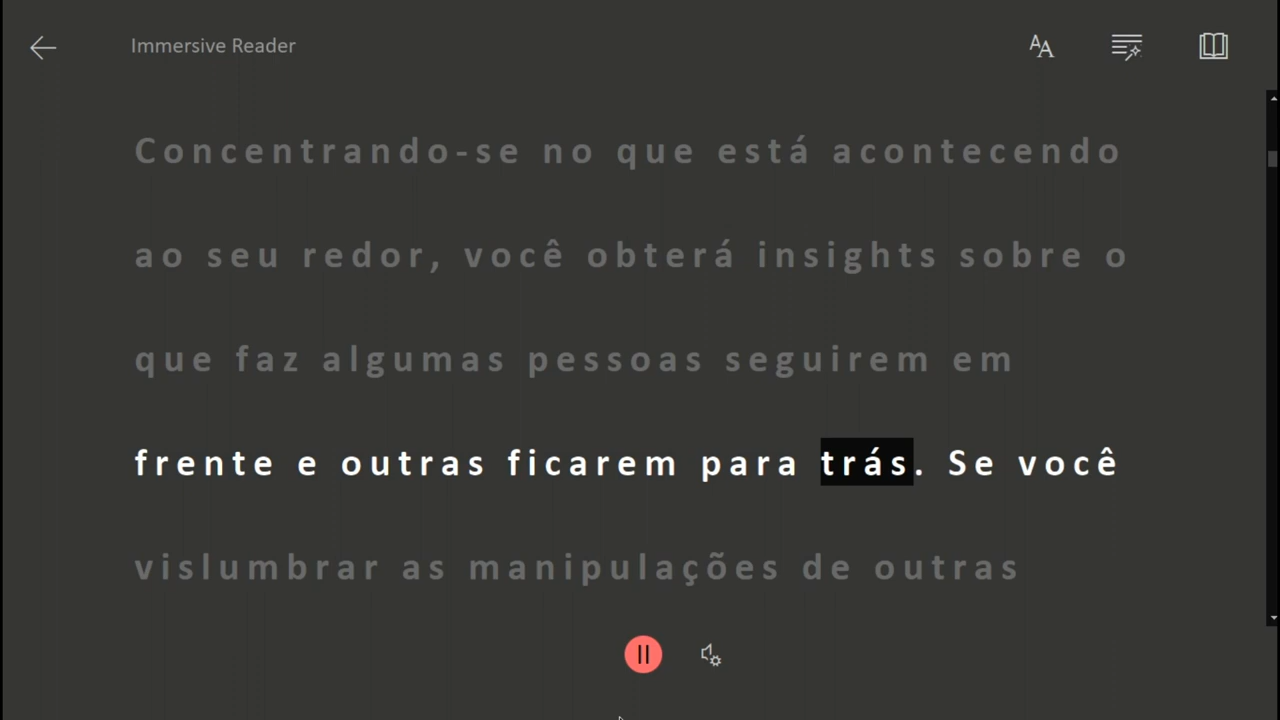 Immersive Reader
Concentrando-se no que está acontecendo
ao seu redor, você obterá insights sobre o
que faz algumas pessoas seguirem em
frente e outras ficarem para trás. Se você
vislumbrar as manipulações de outras